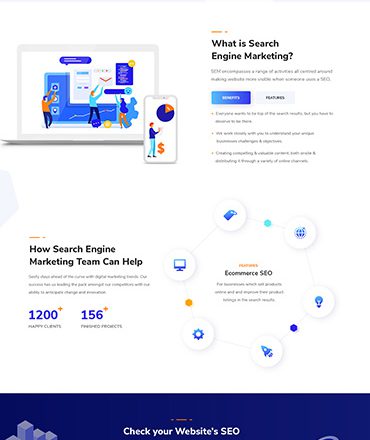 What is Search
Engine Marketing?
SEM encompasses a range of activities all centred around
making website more visible when someone uses a SEO.
BENEFITS
FEATURES
Everyone wants to be top of the search results, but you have to
deserve to be there.
We work closely with you to understand your unique
businesses challenges & objectives.
Creating compelling & valuable content both onsite &
distributing it through a variety of online channels.
How Search Engine
Marketing Team Can Help
Seoly stays ahead of the curve with digital marketing trends. Our
success has us leading the pack amongst our competitors with our
ability to anticipate change and innovation.
1200+
HAPPY CLIENTS
156+
FINISHED PROJECTS
FEATURES
Ecommerce SEO
For businesses which sell products
online and and improve their product
listings in the search results.
Check your Website's SEO